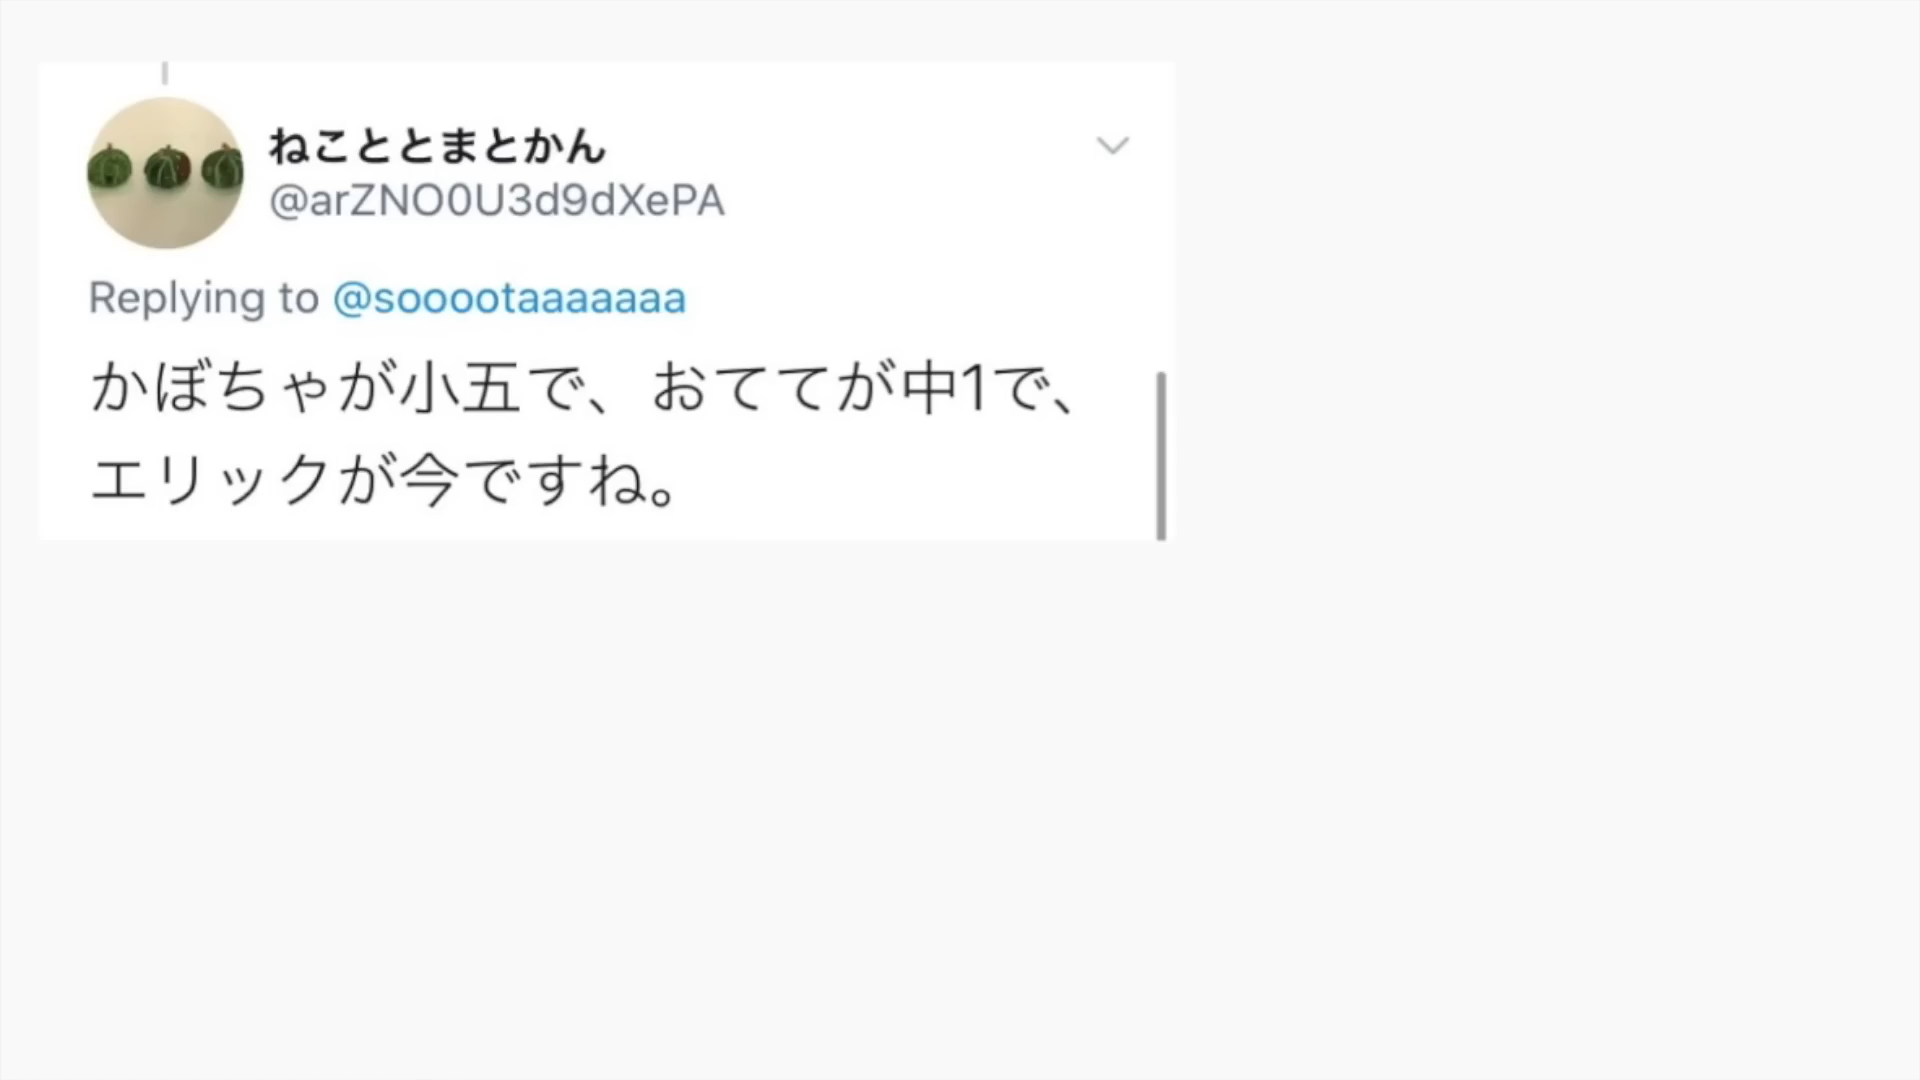 ねこととまとかん
@arZNO0U3d9dXePA
Replying to @sooootaaaaaaa
かぼちゃが小五で、おててが中1で、
エリックが今ですね。